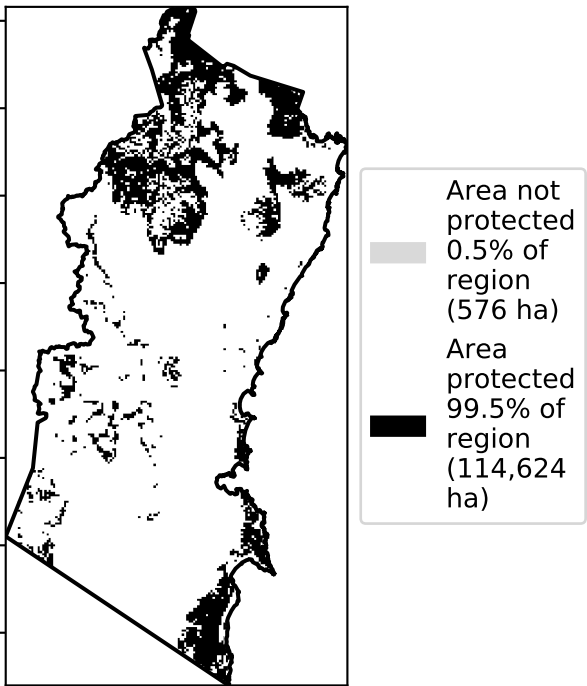 Area not
protected
0.5% of
region
(576 ha)
Area
protected
99.5% of
region
(114,624
ha)